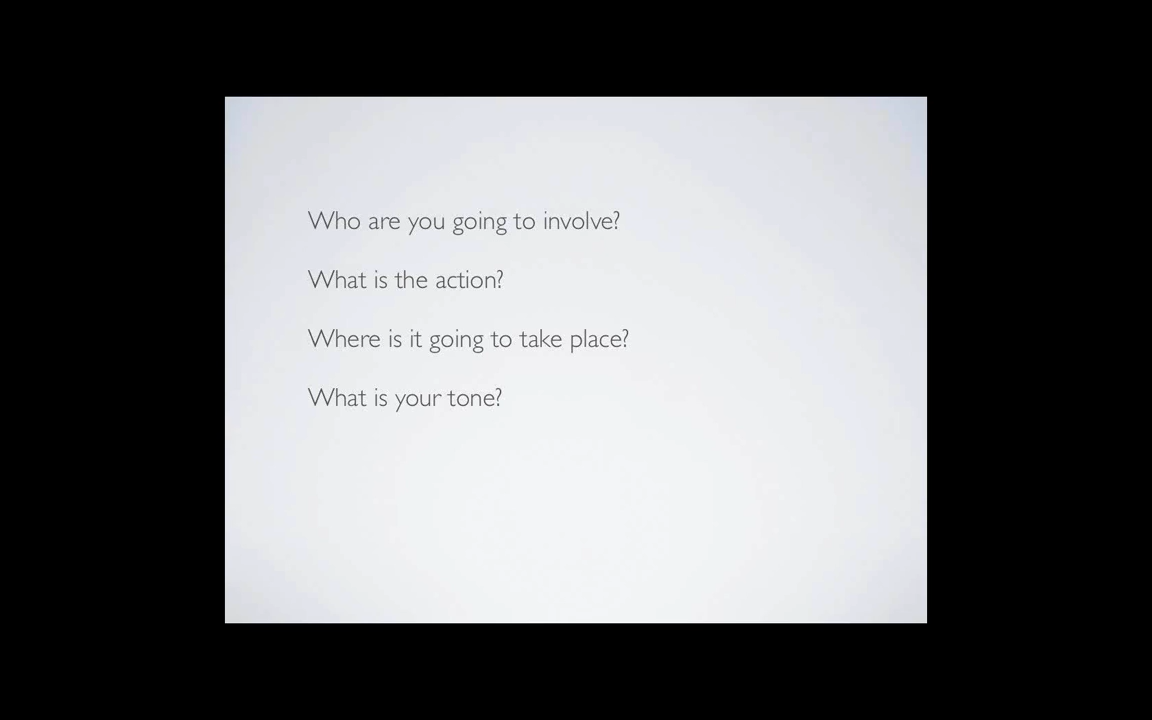 Who are you going to involve?
What is the action?
Where is it going to take place?
What is your tone?